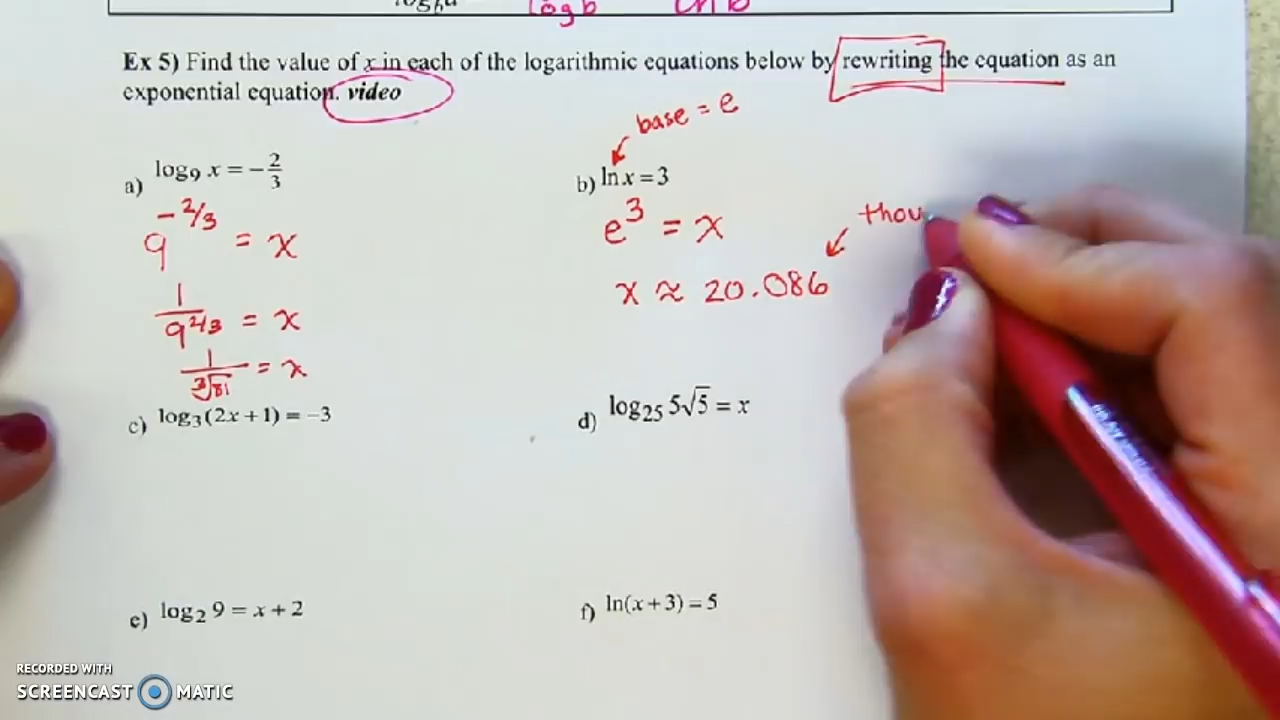 log b ln b
Ex 5) Find the value of x in each of the logarithmic equations below by rewriting the equation as an
exponential equation. video
base = e
a) log₉ x = -2/3
b) ln x = 3
9^(-2/3) = x
e³ = x
thou
1/9^(2/3) = x
x ≈ 20.086
1/∛81 = x
c) log₃(2x + 1) = -3
d) log₂₅ 5√5 = x
e) log₂ 9 = x + 2
f) ln(x + 3) = 5
RECORDED WITH
SCREENCAST MATIC